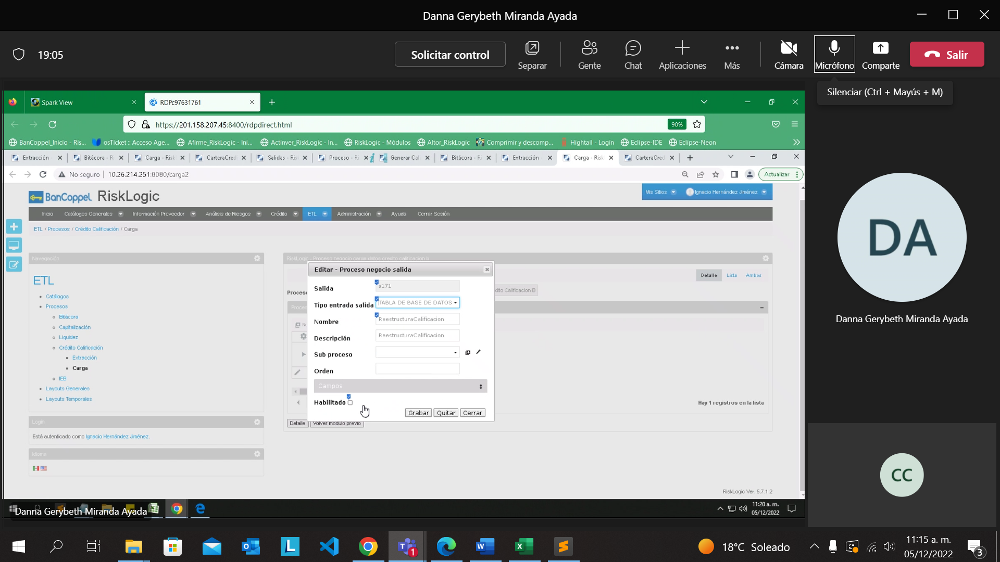 Danna Gerybeth Miranda Ayada
19:05
Solicitar control
Separar
Gente
Chat
Aplicaciones
Más
Cámara
Micrófono
Comparte
Salir
Silenciar (Ctrl + Mayús + M)
Spark View
RDPc97631761
https://201.158.207.45:8400/rdpdirect.html
90%
BanCoppel_Inicio - Ris...
osTicket :: Acceso Age...
Afirme_RiskLogic - Ini...
Actinver_RiskLogic - In...
RiskLogic - Módulos
Altor_RiskLogic
Comprimir y descomp...
Hightail - Login
Eclipse-IDE
Eclipse-Neon
Extracción -
Bitácora - Ri
Carga - Risk
CarteraCred
Salidas - Ris
Proceso - Ri
Generar Cal
Bitácora - Ri
Extracción -
Carga - Risk
CarteraCred
No seguro
10.26.214.251:8080/carga2
Actualizar
BanCoppel RiskLogic
Mis Sitios
Ignacio Hernández Jiménez
Inicio
Catálogos Generales
Información Proveedor
Análisis de Riesgos
Crédito
ETL
Administración
Ayuda
Cerrar Sesión
ETL / Procesos / Crédito Calificación / Carga
Navegación
RiskLogic - Proceso negocio carga datos credito calificacion b
ETL
Catálogos
Procesos
Bitácora
Capitalización
Liquidez
Crédito Calificación
Extracción
Carga
IEB
Layouts Generales
Layouts Temporales
Login
Está autenticado como Ignacio Hernández Jiménez.
Idioma
Detalle
Lista
Ambos
dito Calificacion B
Editar - Proceso negocio salida
Salida
s171
Tipo entrada salida
TABLA DE BASE DE DATOS
Nombre
ReestructuraCalificacion
Descripción
ReestructuraCalificacion
Sub proceso
Orden
Campos
Habilitado
Grabar
Quitar
Cerrar
Hay 1 registros en la lista
Detalle
Volver módulo previo
RiskLogic Ver. 5.7.1.2
11:20 a. m.
05/12/2022
Danna Gerybeth Miranda Ayada
DA
Danna Gerybeth Miranda Ayada
CC
18°C Soleado
11:15 a. m.
05/12/2022
3